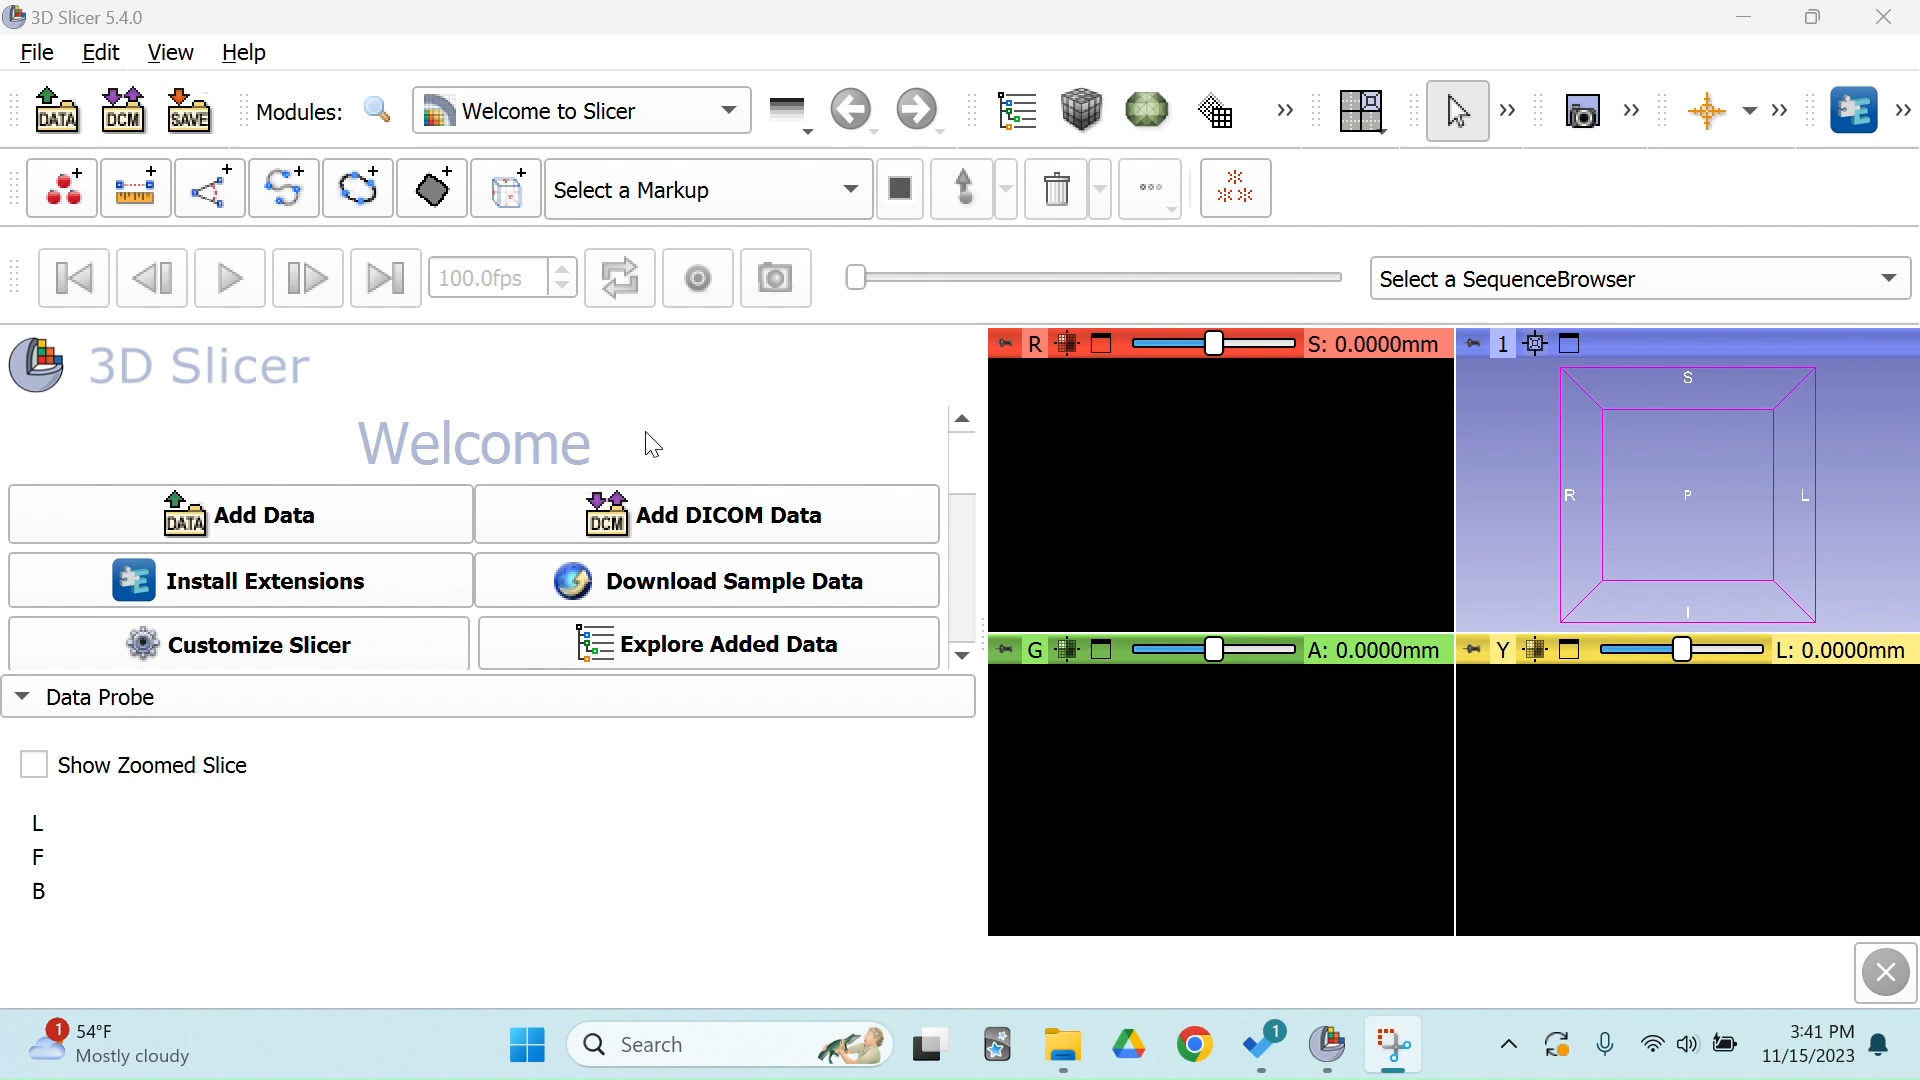 3D Slicer 5.4.0
File Edit View Help
DATA DCM SAVE Modules: Welcome to Slicer
Select a Markup
100.0fps Select a SequenceBrowser
3D Slicer
R S: 0.0000mm 1
Welcome
S
R P L
I
DATA Add Data DCM Add DICOM Data
Install Extensions Download Sample Data
Customize Slicer Explore Added Data
G A: 0.0000mm Y L: 0.0000mm
Data Probe
Show Zoomed Slice
L
F
B
1 54°F
Mostly cloudy
Search
1
3:41 PM
11/15/2023